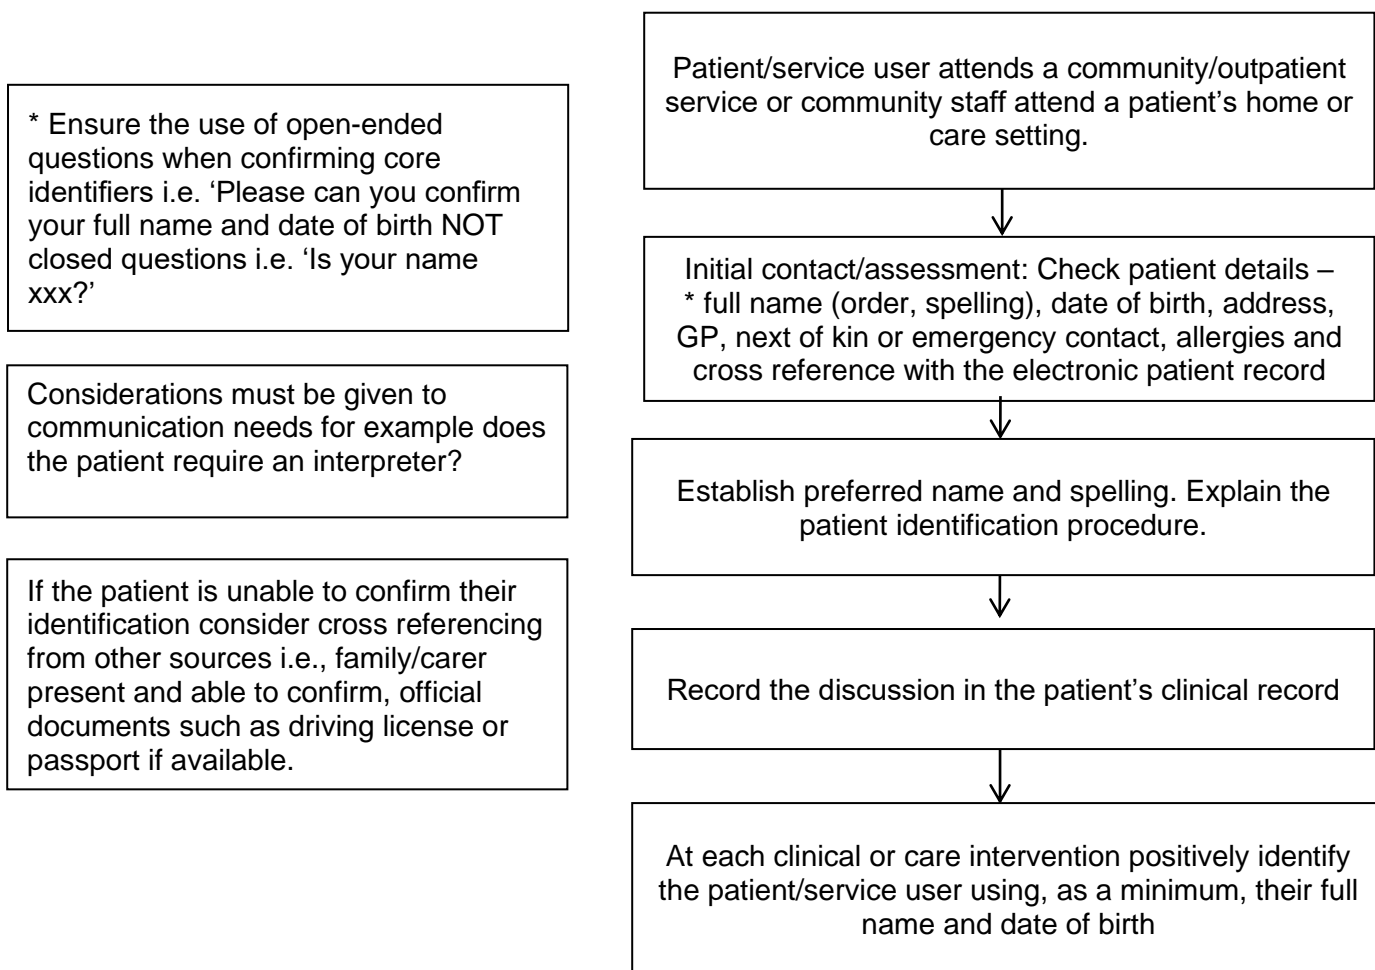 * Ensure the use of open-ended
questions when confirming core
identifiers i.e. ‘Please can you confirm
your full name and date of birth NOT
closed questions i.e. ‘Is your name
xxx?’
Considerations must be given to
communication needs for example does
the patient require an interpreter?
If the patient is unable to confirm their
identification consider cross referencing
from other sources i.e., family/carer
present and able to confirm, official
documents such as driving license or
passport if available.
Patient/service user attends a community/outpatient
service or community staff attend a patient’s home or
care setting.
Initial contact/assessment: Check patient details –
* full name (order, spelling), date of birth, address,
GP, next of kin or emergency contact, allergies and
cross reference with the electronic patient record
Establish preferred name and spelling. Explain the
patient identification procedure.
Record the discussion in the patient’s clinical record
At each clinical or care intervention positively identify
the patient/service user using, as a minimum, their full
name and date of birth